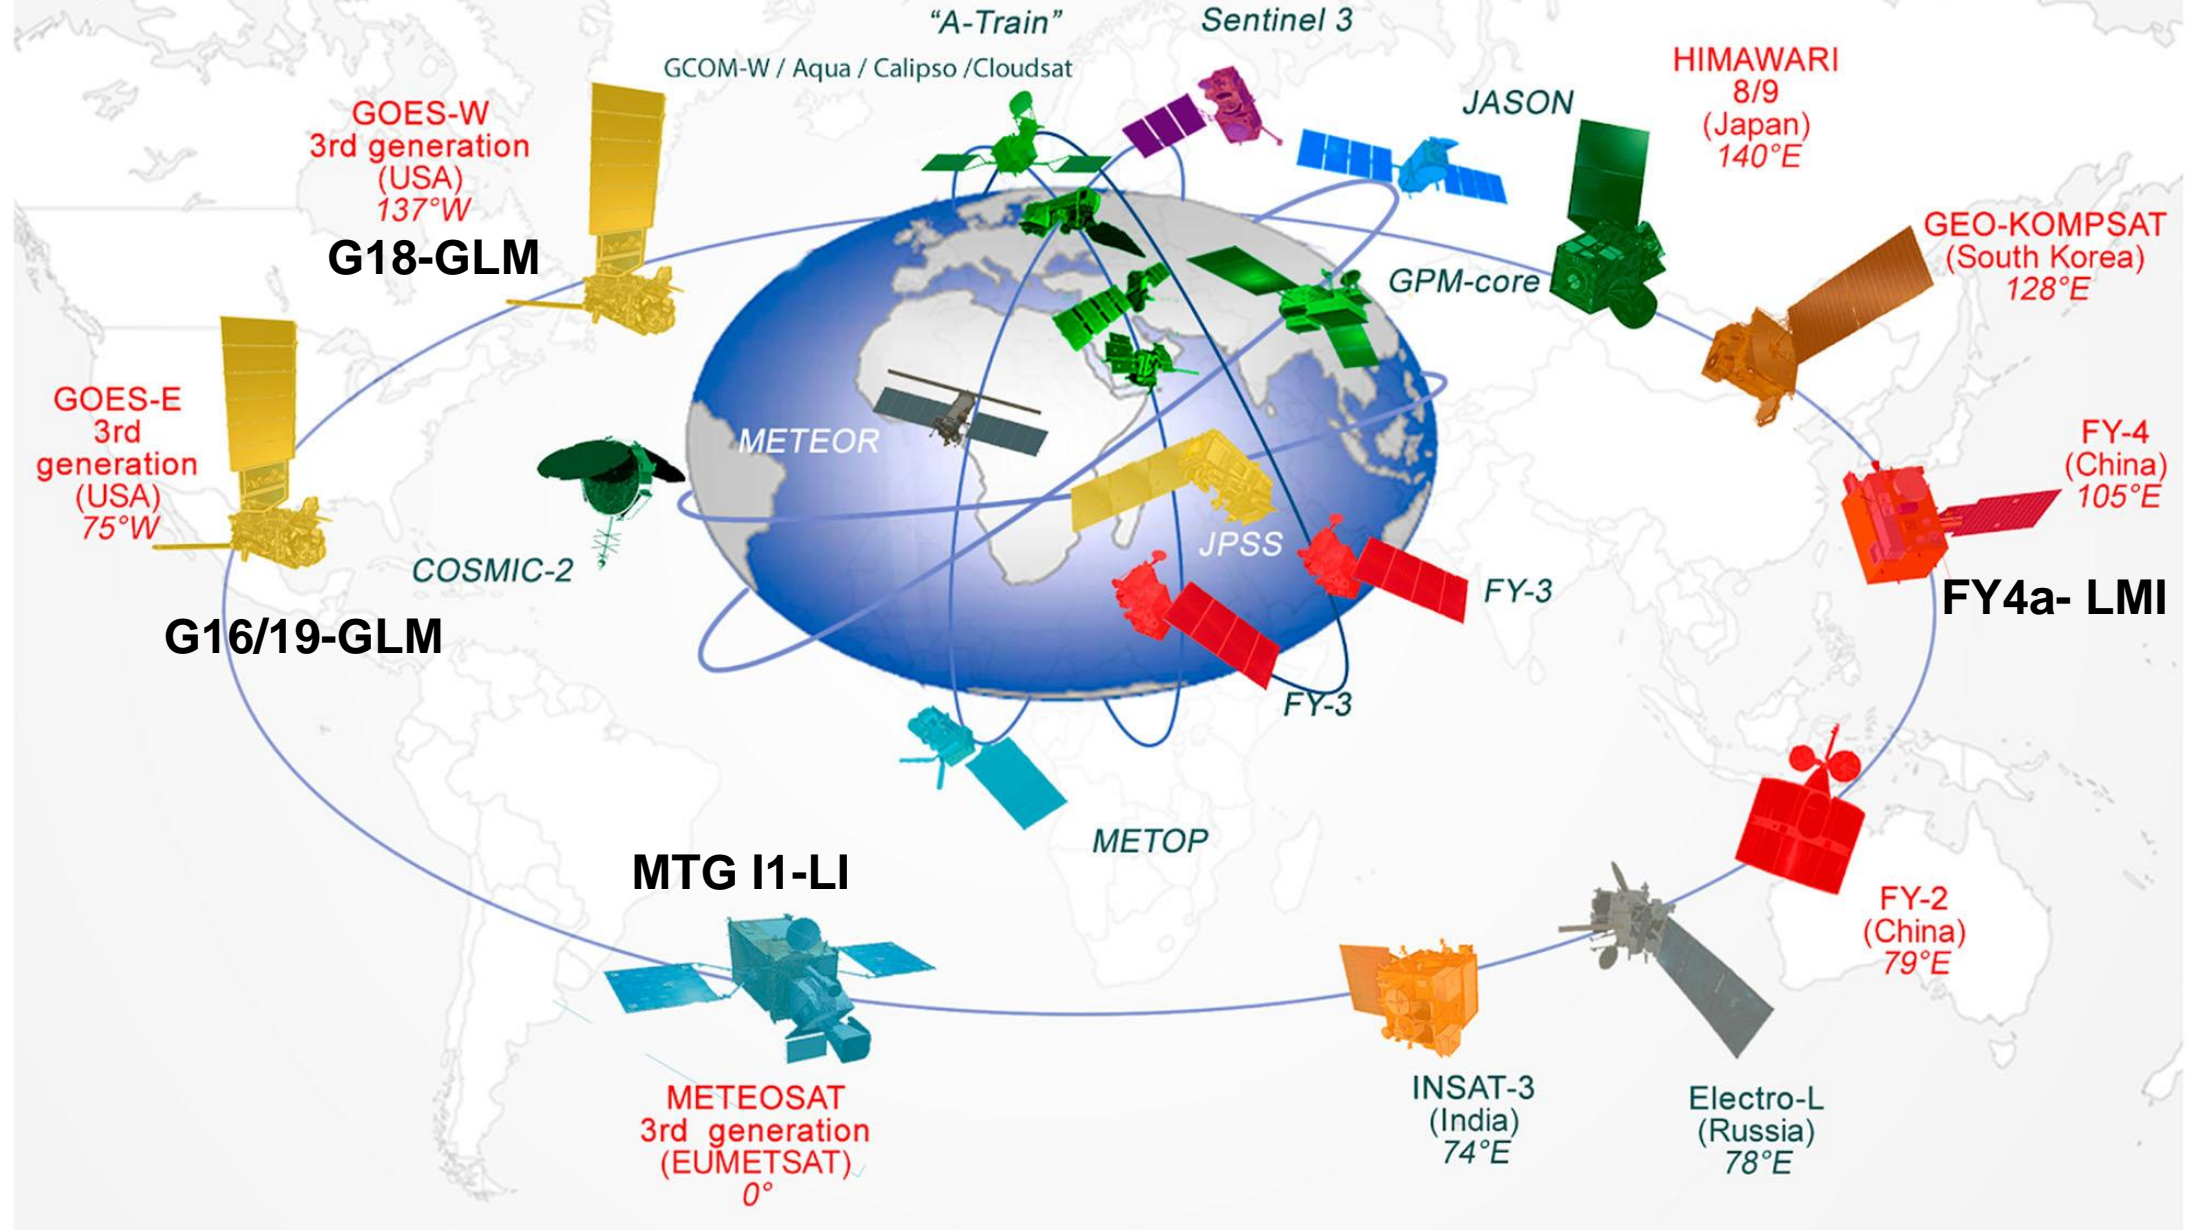 “A-Train”
GCOM-W / Aqua / Calipso /Cloudsat
Sentinel 3
JASON
HIMAWARI
8/9
(Japan)
140°E
GOES-W
3rd generation
(USA)
137°W
G18-GLM
GEO-KOMPSAT
(South Korea)
128°E
GPM-core
GOES-E
3rd
generation
(USA)
75°W
G16/19-GLM
COSMIC-2
METEOR
JPSS
FY-3
FY-3
FY-4
(China)
105°E
FY4a- LMI
METOP
MTG I1-LI
METEOSAT
3rd generation
(EUMETSAT)
0°
INSAT-3
(India)
74°E
Electro-L
(Russia)
78°E
FY-2
(China)
79°E